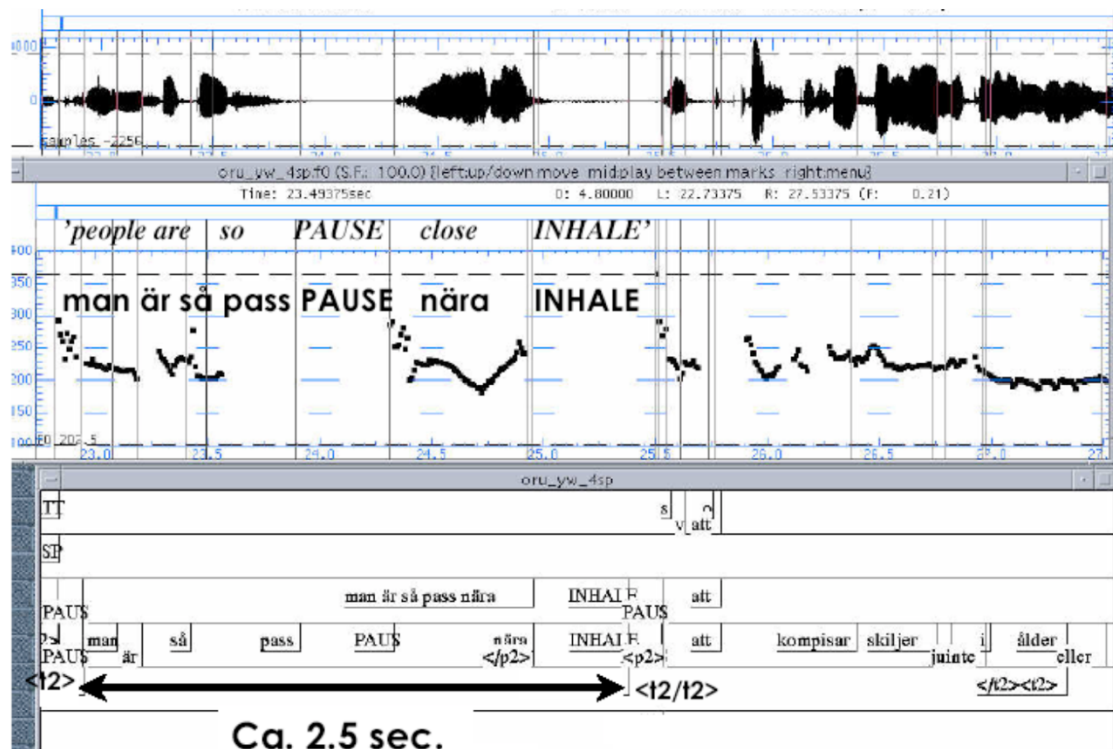 samples -2256
oru_yw_4sp.f0 (S.F.: 100.0) {left:up/down move mid:play between marks right:menu}
Time: 23.49375sec D: 4.80000 L: 22.73375 R: 27.53375 (F: 0.21)
'people are so PAUSE close INHALE'
400
350
man är så pass PAUSE nära INHALE
300
250
200
150
100
F0 202.5
23.0 23.5 24.0 24.5 25.0 25.5 26.0 26.5 27.
oru_yw_4sp
TT s
v att
SP
man är så pass nära INHALE att
PAUS PAUS
man så pass PAUS nära INHALE att kompisar skiljer i ålder
PAUS är </p2> <p2> juinte eller
<t2> <t2/t2> </t2><t2>
Ca. 2.5 sec.